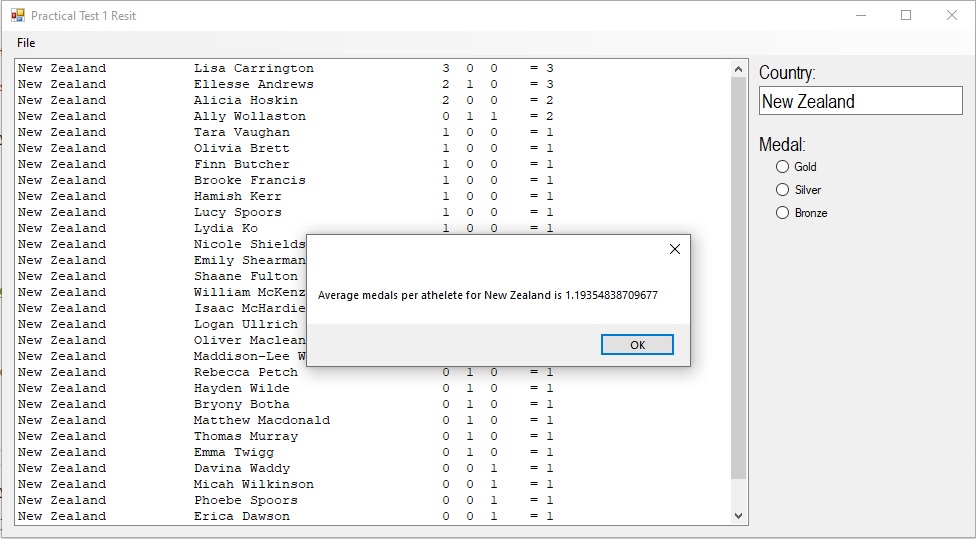 Practical Test 1 Resit
File
New Zealand Lisa Carrington 3 0 0 = 3
New Zealand Ellesse Andrews 2 1 0 = 3
New Zealand Alicia Hoskin 2 0 0 = 2
New Zealand Ally Wollaston 0 1 1 = 2
New Zealand Tara Vaughan 1 0 0 = 1
New Zealand Olivia Brett 1 0 0 = 1
New Zealand Finn Butcher 1 0 0 = 1
New Zealand Brooke Francis 1 0 0 = 1
New Zealand Hamish Kerr 1 0 0 = 1
New Zealand Lucy Spoors 1 0 0 = 1
New Zealand Lydia Ko 1 0 0 = 1
New Zealand Nicole Shields
New Zealand Emily Shearman
New Zealand Shaane Fulton
New Zealand William McKenz
New Zealand Isaac McHardie
New Zealand Logan Ullrich
New Zealand Oliver Maclean
New Zealand Maddison-Lee W
New Zealand Rebecca Petch 0 1 0 = 1
New Zealand Hayden Wilde 0 1 0 = 1
New Zealand Bryony Botha 0 1 0 = 1
New Zealand Matthew Macdonald 0 1 0 = 1
New Zealand Thomas Murray 0 1 0 = 1
New Zealand Emma Twigg 0 1 0 = 1
New Zealand Davina Waddy 0 0 1 = 1
New Zealand Micah Wilkinson 0 0 1 = 1
New Zealand Phoebe Spoors 0 0 1 = 1
New Zealand Erica Dawson 0 0 1 = 1
Average medals per athelete for New Zealand is 1.19354838709677
OK
Country:
New Zealand
Medal:
Gold
Silver
Bronze